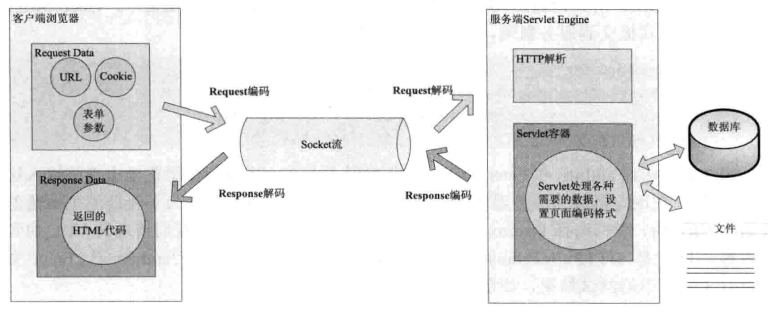 客户端浏览器
Request Data
URL
Cookie
表单
参数
Response Data
返回的
HTML代码
Request编码
Response解码
Socket流
Request解码
Response编码
服务端Servlet Engine
HTTP解析
Servlet容器
Servlet处理各种
需要的数据，设
置页面编码格式
数据库
文件